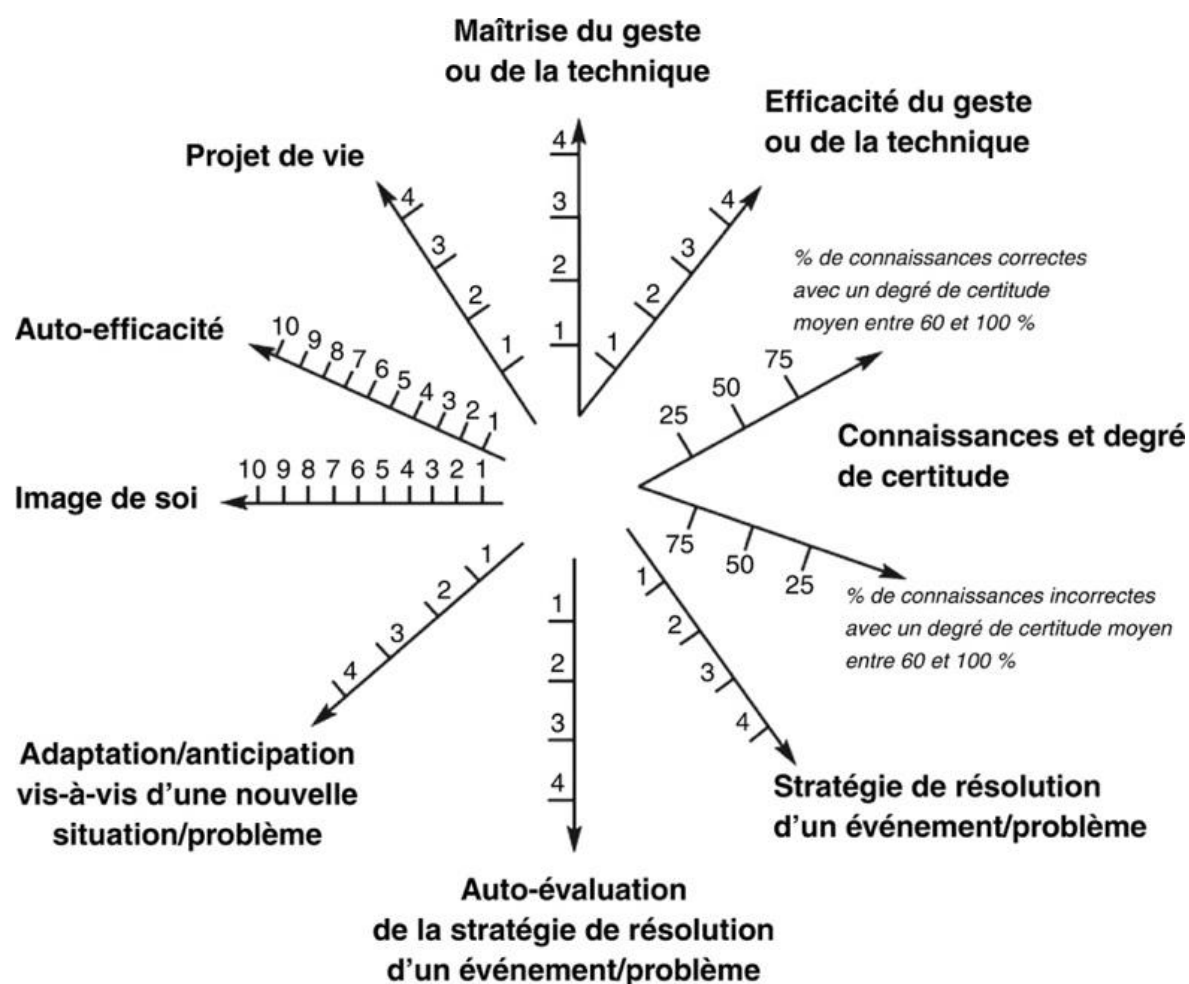 Maîtrise du geste
ou de la technique
Efficacité du geste
ou de la technique
Projet de vie
4
3
2
1
4
3
2
1
4
3
2
1
% de connaissances correctes
avec un degré de certitude
moyen entre 60 et 100 %
Auto-efficacité
10 9 8 7 6 5 4 3 2 1
25 50 75
Connaissances et degré
de certitude
Image de soi
10 9 8 7 6 5 4 3 2 1
75 50 25
% de connaissances incorrectes
avec un degré de certitude moyen
entre 60 et 100 %
1
2
3
4
1
2
3
4
1
2
3
4
Adaptation/anticipation
vis-à-vis d'une nouvelle
situation/problème
Stratégie de résolution
d'un événement/problème
Auto-évaluation
de la stratégie de résolution
d'un événement/problème